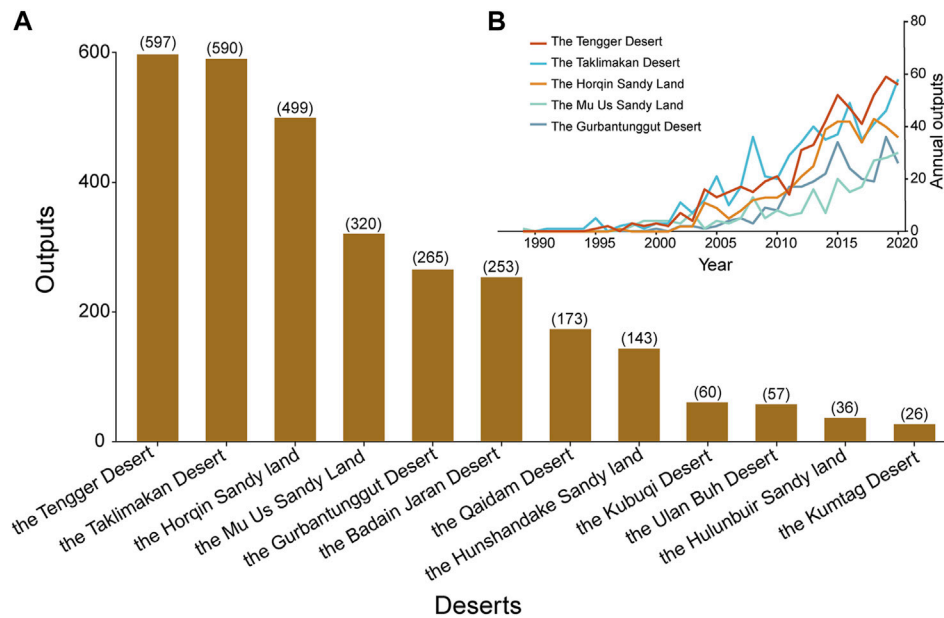 A
600
400
200
0
Outputs
(597)
(590)
(499)
(320)
(265)
(253)
(173)
(143)
(60)
(57)
(36)
(26)
the Tengger Desert
the Taklimakan Desert
the Horqin Sandy land
the Mu Us Sandy Land
the Gurbantunggut Desert
the Badain Jaran Desert
the Qaidam Desert
the Hunshandake Sandy land
the Kubuqi Desert
the Ulan Buh Desert
the Hulunbuir Sandy land
the Kumtag Desert
Deserts
B
The Tengger Desert
The Taklimakan Desert
The Horqin Sandy Land
The Mu Us Sandy Land
The Gurbantunggut Desert
80
60
40
20
0
Annual outputs
1990
1995
2000
2005
2010
2015
2020
Year